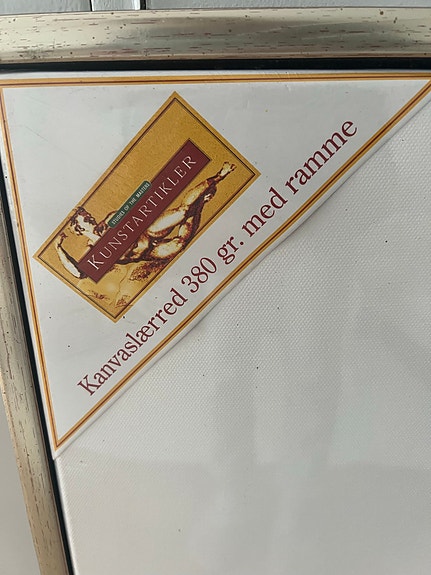 STUDIES OF THE MASTERS
KUNSTARTIKLER
Kanvaslærred 380 gr. med ramme